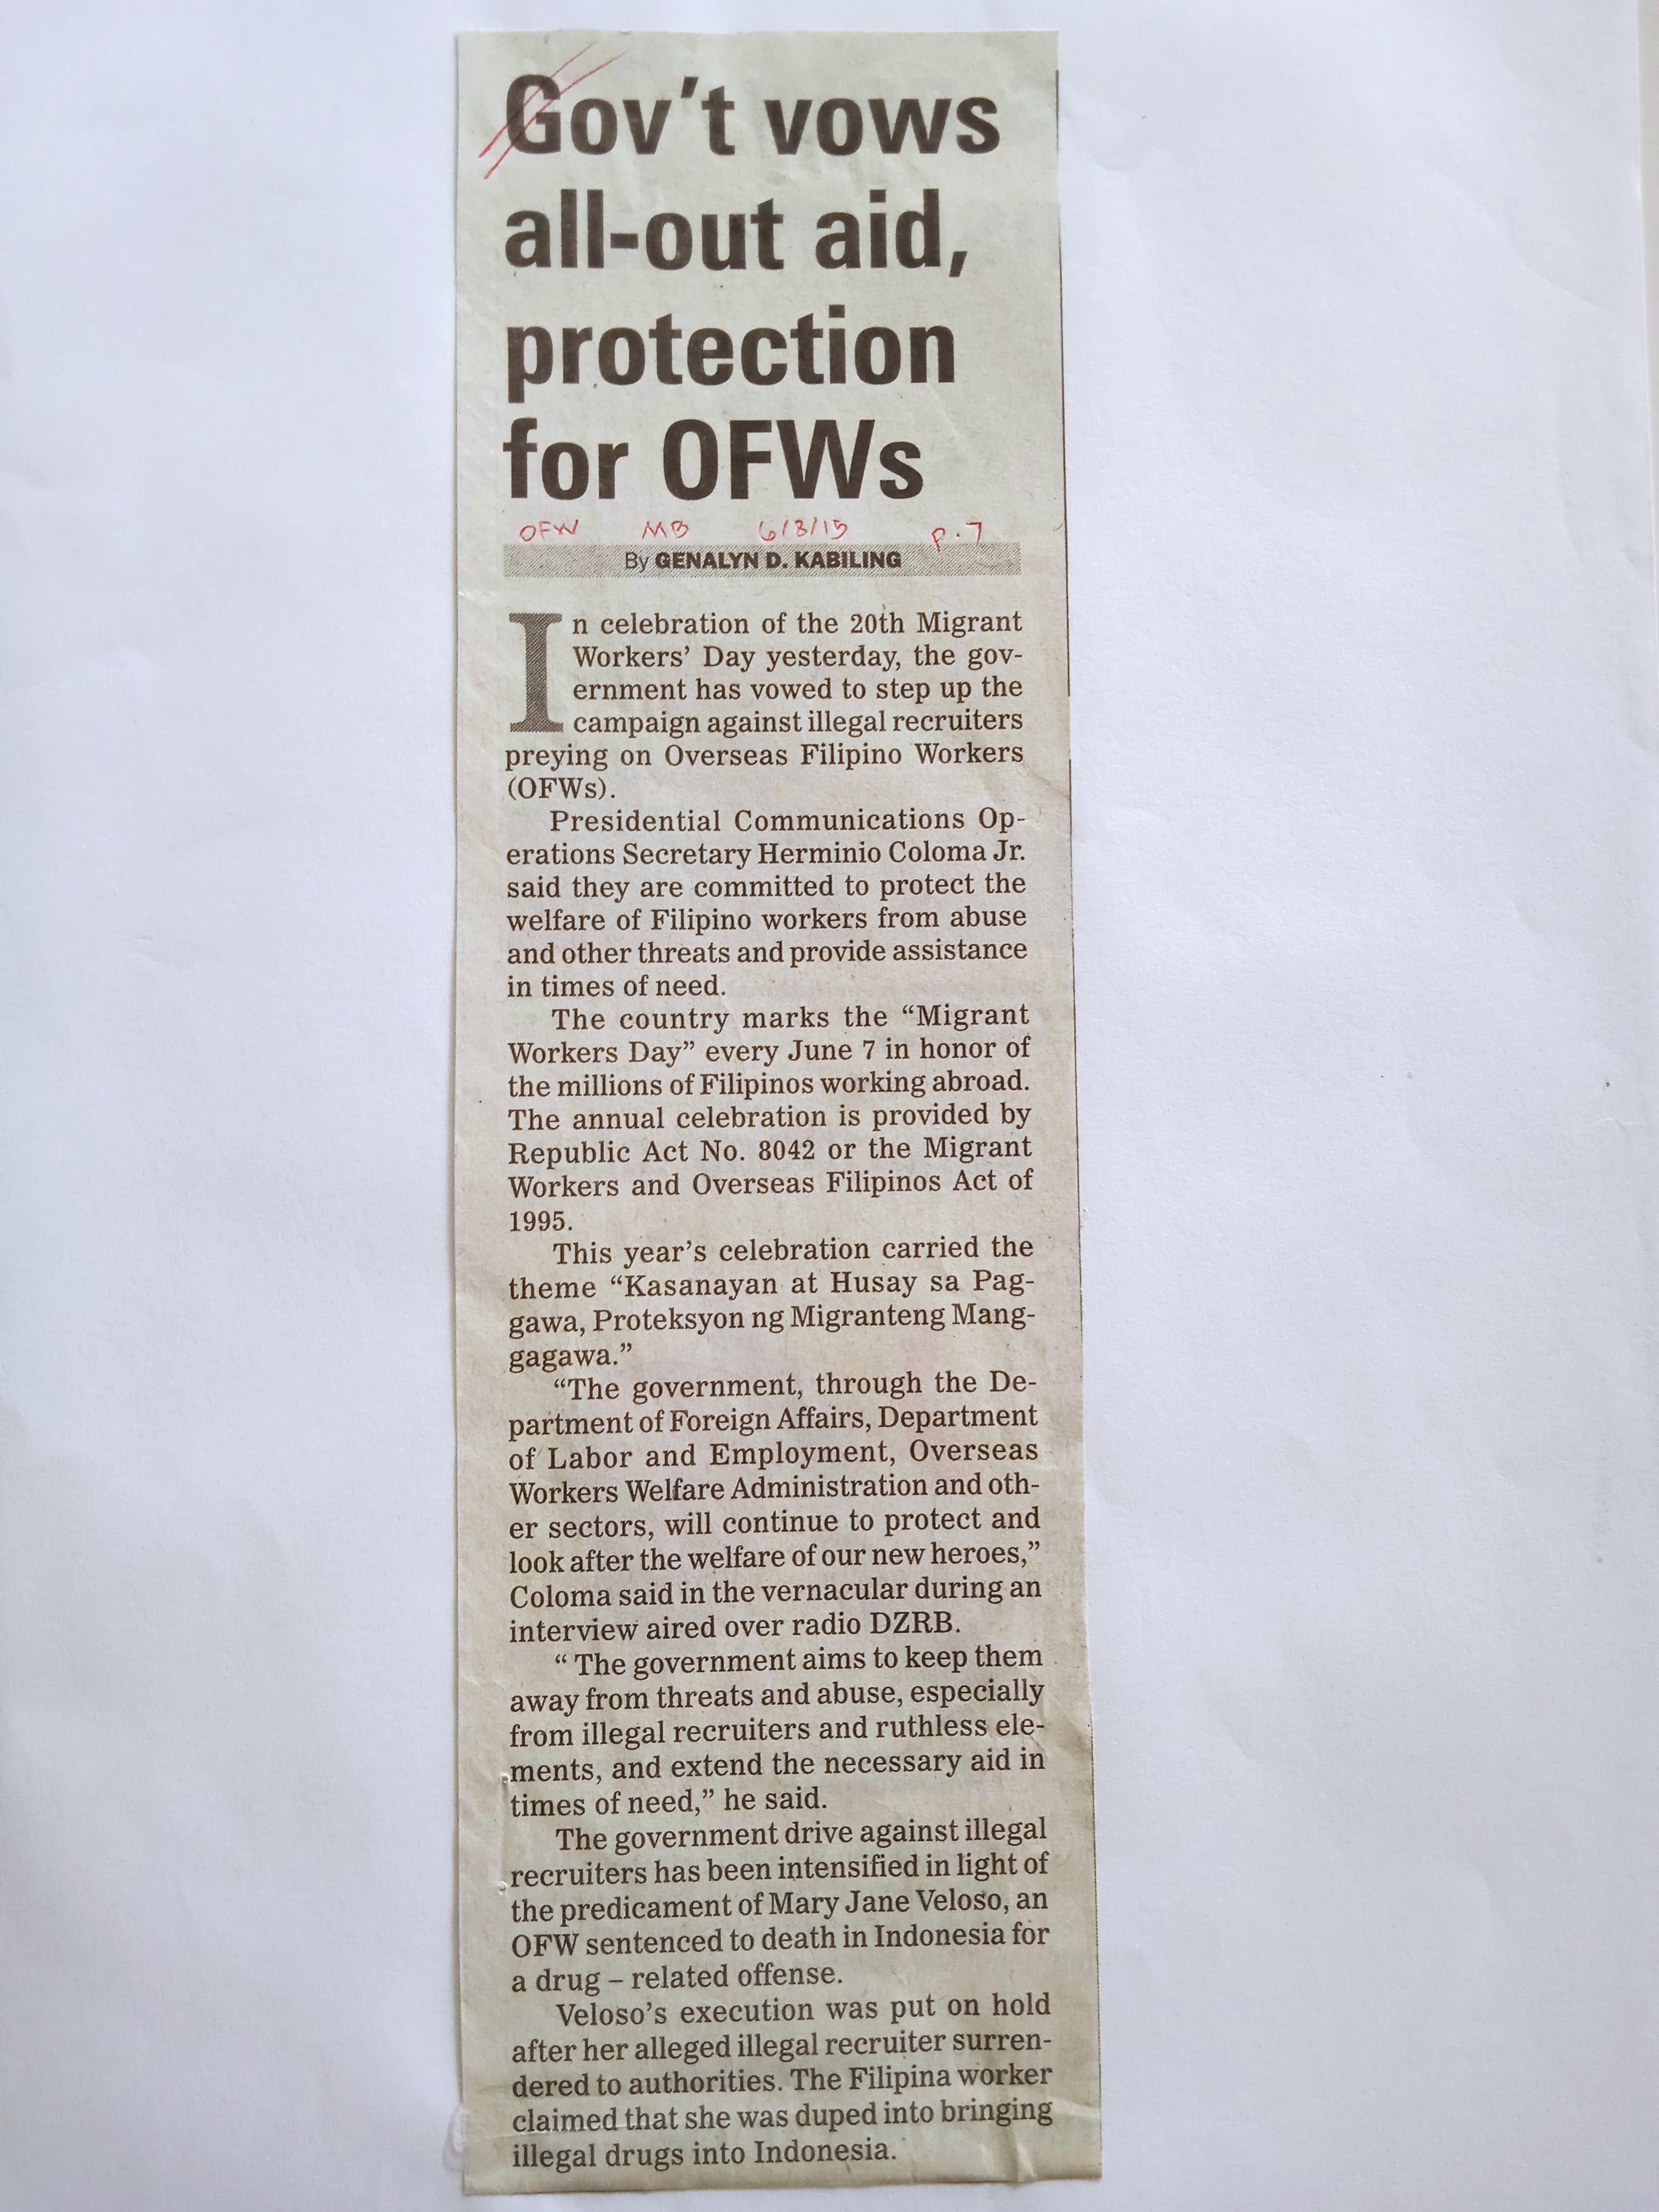 Gov't vows
all-out aid,
protection
for OFWs
OFW MB 6/8/15 P.7
By GENALYN D. KABILING
In celebration of the 20th Migrant
Workers' Day yesterday, the gov-
ernment has vowed to step up the
campaign against illegal recruiters
preying on Overseas Filipino Workers
(OFWs).
Presidential Communications Op-
erations Secretary Herminio Coloma Jr.
said they are committed to protect the
welfare of Filipino workers from abuse
and other threats and provide assistance
in times of need.
The country marks the “Migrant
Workers Day” every June 7 in honor of
the millions of Filipinos working abroad.
The annual celebration is provided by
Republic Act No. 8042 or the Migrant
Workers and Overseas Filipinos Act of
1995.
This year's celebration carried the
theme “Kasanayan at Husay sa Pag-
gawa, Proteksyon ng Migranteng Mang-
gagawa.”
“The government, through the De-
partment of Foreign Affairs, Department
of Labor and Employment, Overseas
Workers Welfare Administration and oth-
er sectors, will continue to protect and
look after the welfare of our new heroes,”
Coloma said in the vernacular during an
interview aired over radio DZRB.
“ The government aims to keep them
away from threats and abuse, especially
from illegal recruiters and ruthless ele-
ments, and extend the necessary aid in
times of need,” he said.
The government drive against illegal
recruiters has been intensified in light of
the predicament of Mary Jane Veloso, an
OFW sentenced to death in Indonesia for
a drug – related offense.
Veloso's execution was put on hold
after her alleged illegal recruiter surren-
dered to authorities. The Filipina worker
claimed that she was duped into bringing
illegal drugs into Indonesia.